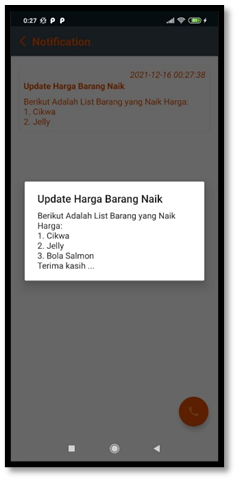 0:27
Notification
2021-12-16 00:27:38
Update Harga Barang Naik
Berikut Adalah List Barang yang Naik Harga:
1. Cikwa
2. Jelly
Update Harga Barang Naik
Berikut Adalah List Barang yang Naik
Harga:
1. Cikwa
2. Jelly
3. Bola Salmon
Terima kasih ...